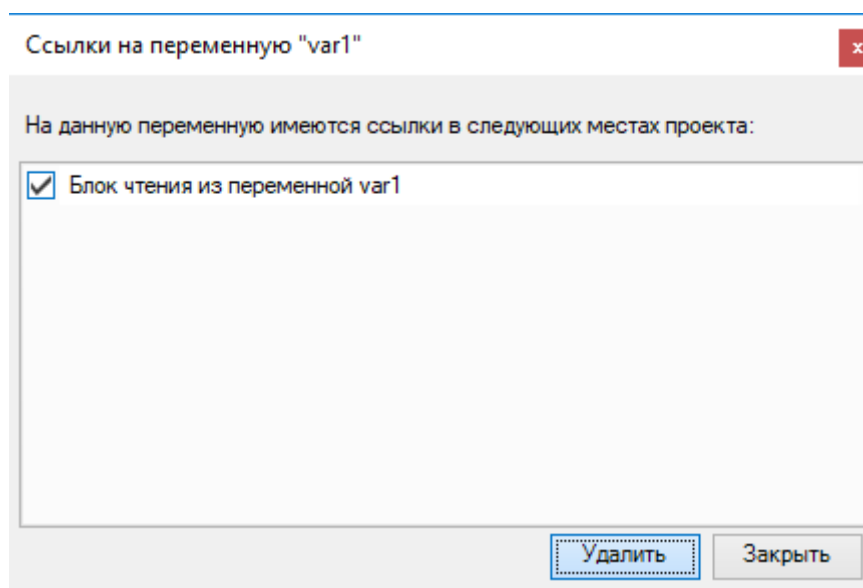 Ссылки на переменную "var1"
x
На данную переменную имеются ссылки в следующих местах проекта:
Блок чтения из переменной var1
Удалить Закрыть